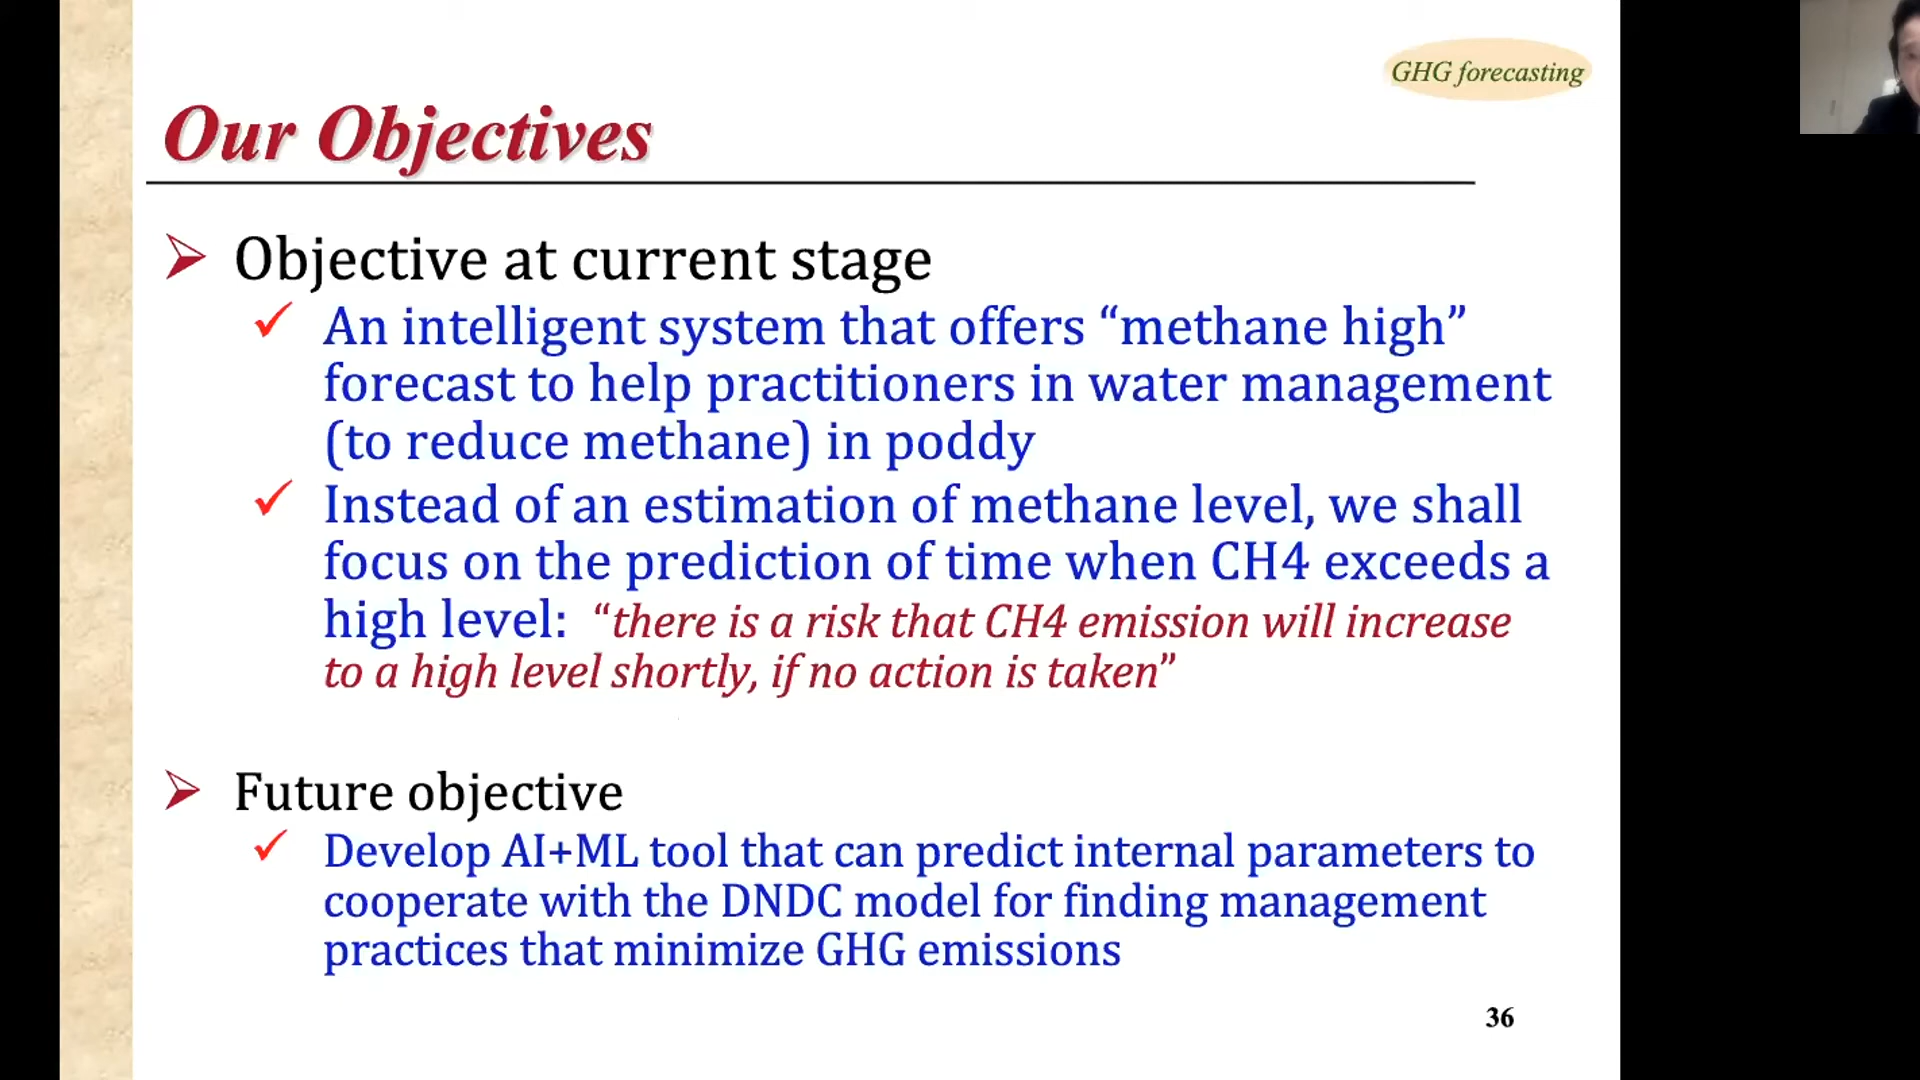 GHG forecasting
Our Objectives
Objective at current stage
An intelligent system that offers “methane high”
forecast to help practitioners in water management
(to reduce methane) in poddy
Instead of an estimation of methane level, we shall
focus on the prediction of time when CH4 exceeds a
high level: “there is a risk that CH4 emission will increase
to a high level shortly, if no action is taken”
Future objective
Develop AI+ML tool that can predict internal parameters to
cooperate with the DNDC model for finding management
practices that minimize GHG emissions
36